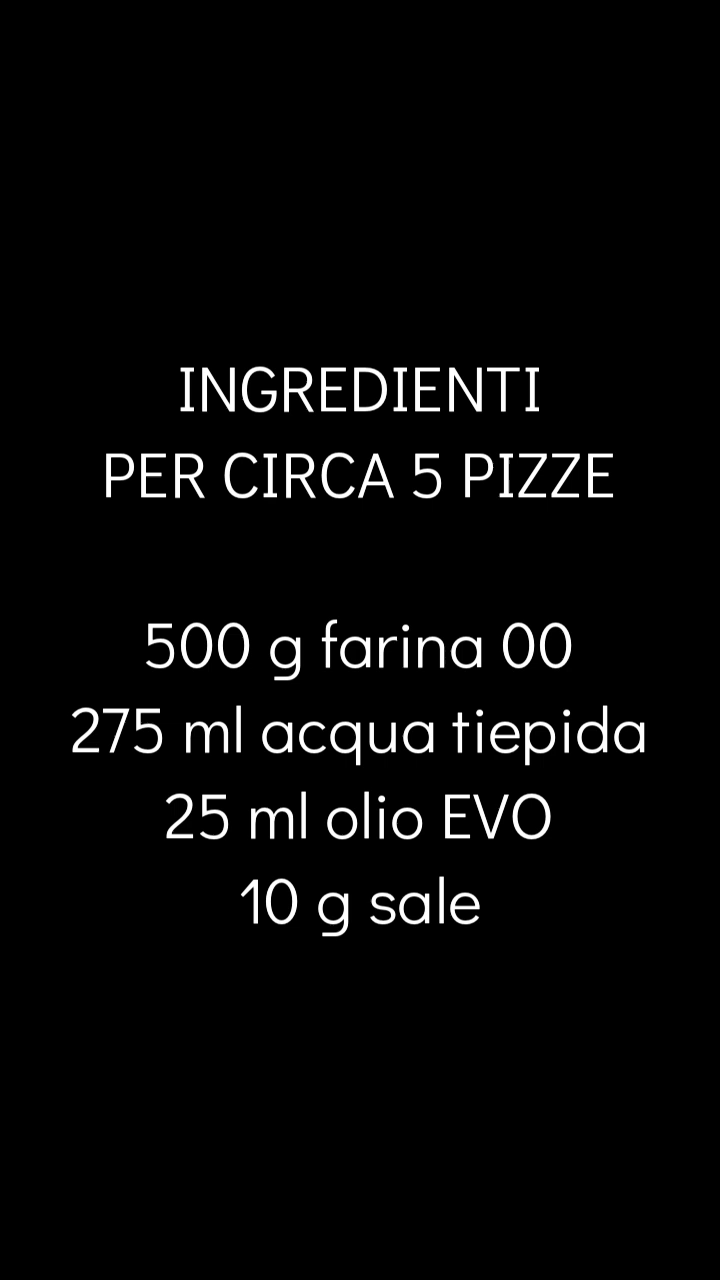 INGREDIENTI
PER CIRCA 5 PIZZE
500 g farina 00
275 ml acqua tiepida
25 ml olio EVO
10 g sale